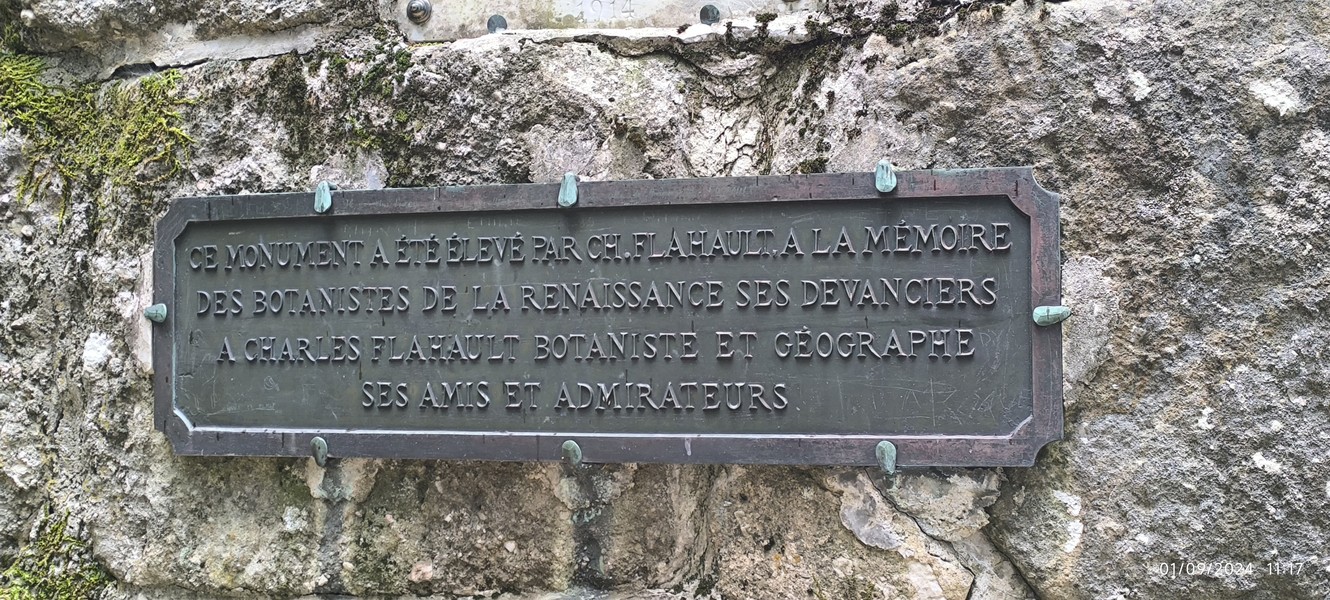 1914
CE MONUMENT A ÉTÉ ÉLEVÉ PAR CH. FLAHAULT. A LA MÉMOIRE
DES BOTANISTES DE LA RENAISSANCE SES DEVANCIERS
A CHARLES FLAHAULT BOTANISTE ET GÉOGRAPHE
SES AMIS ET ADMIRATEURS
01/09/2024 11:17